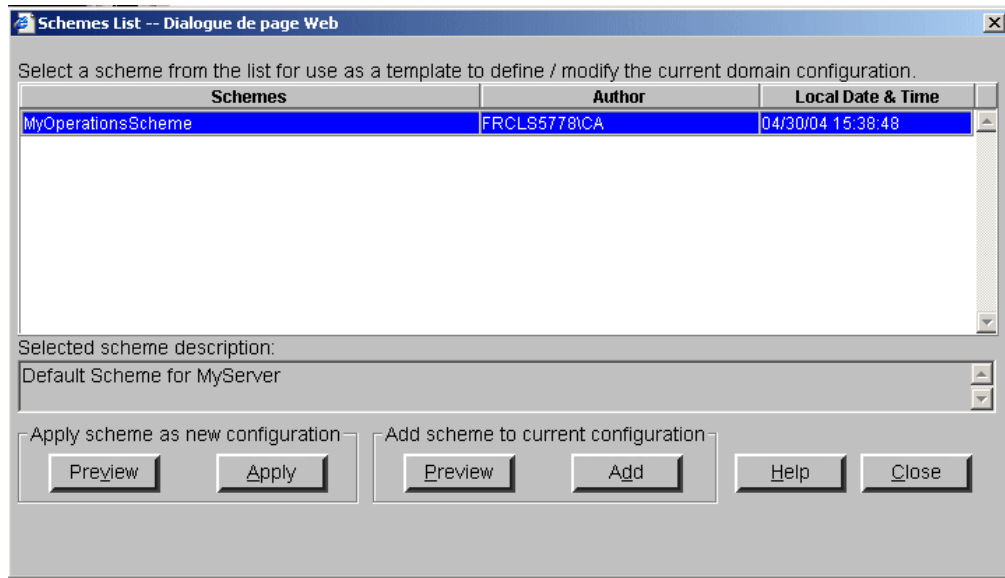 Schemes List -- Dialogue de page Web
Select a scheme from the list for use as a template to define / modify the current domain configuration.
Schemes Author Local Date & Time
MyOperationsScheme FRCLS5778\CA 04/30/04 15:38:48
Selected scheme description:
Default Scheme for MyServer
Apply scheme as new configuration Add scheme to current configuration
Preview Apply Preview Add Help Close